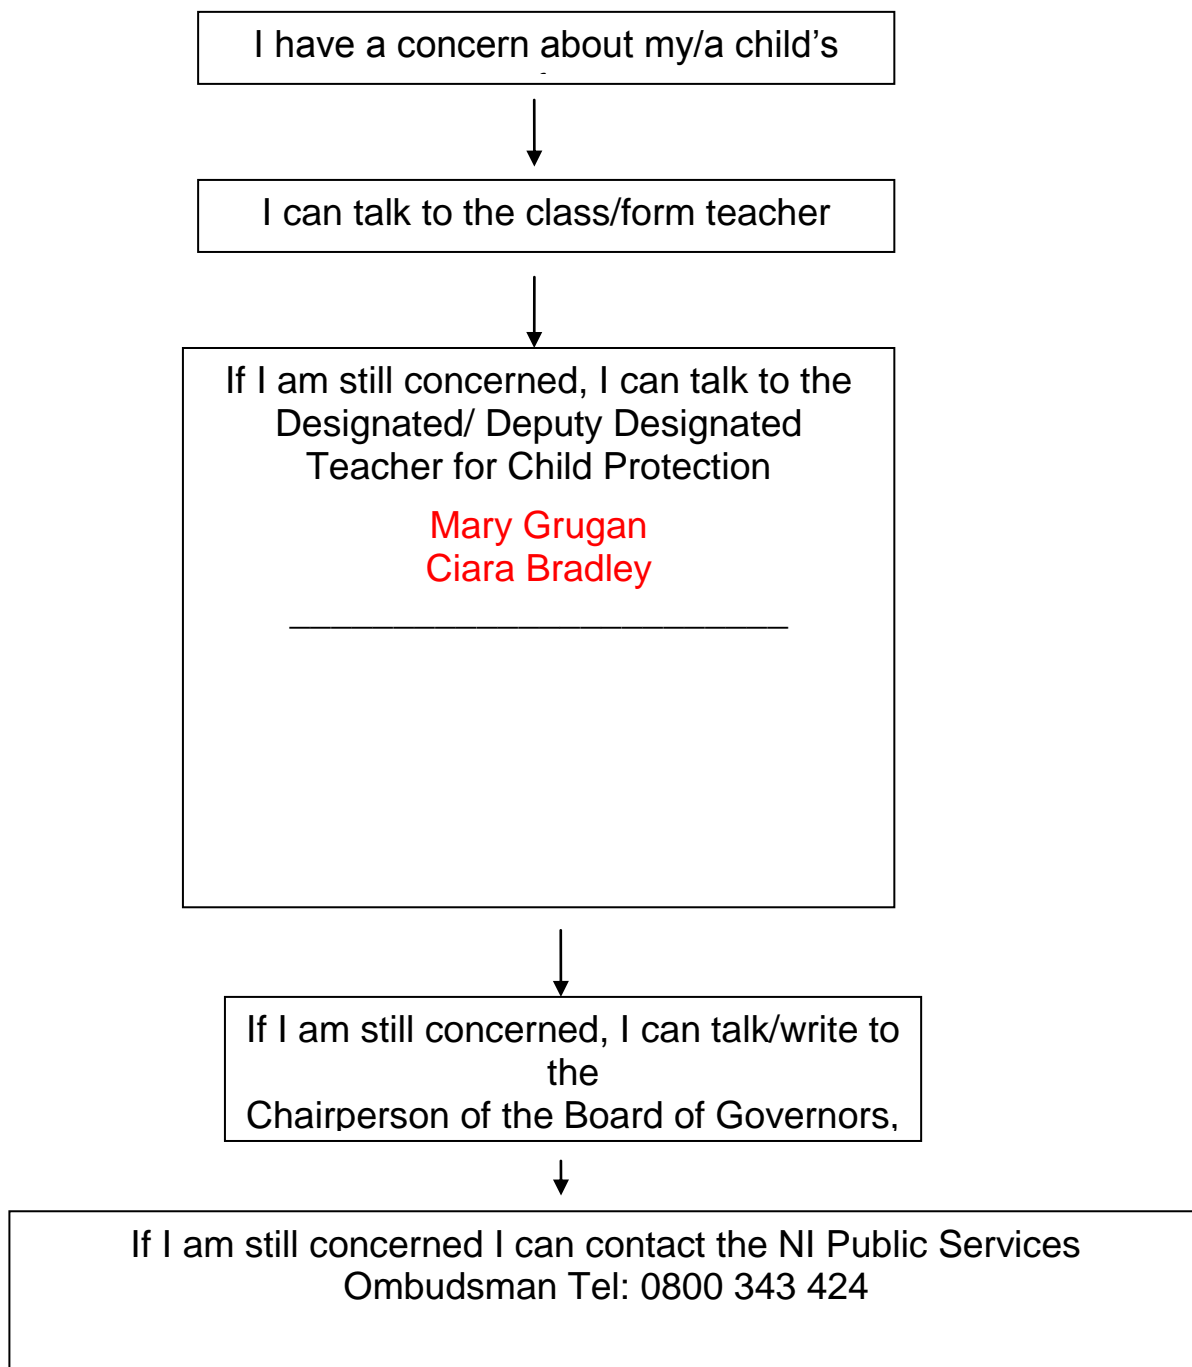 I have a concern about my/a child’s
I can talk to the class/form teacher
If I am still concerned, I can talk to the
Designated/ Deputy Designated
Teacher for Child Protection
Mary Grugan
Ciara Bradley
If I am still concerned, I can talk/write to
the
Chairperson of the Board of Governors,
If I am still concerned I can contact the NI Public Services
Ombudsman Tel: 0800 343 424